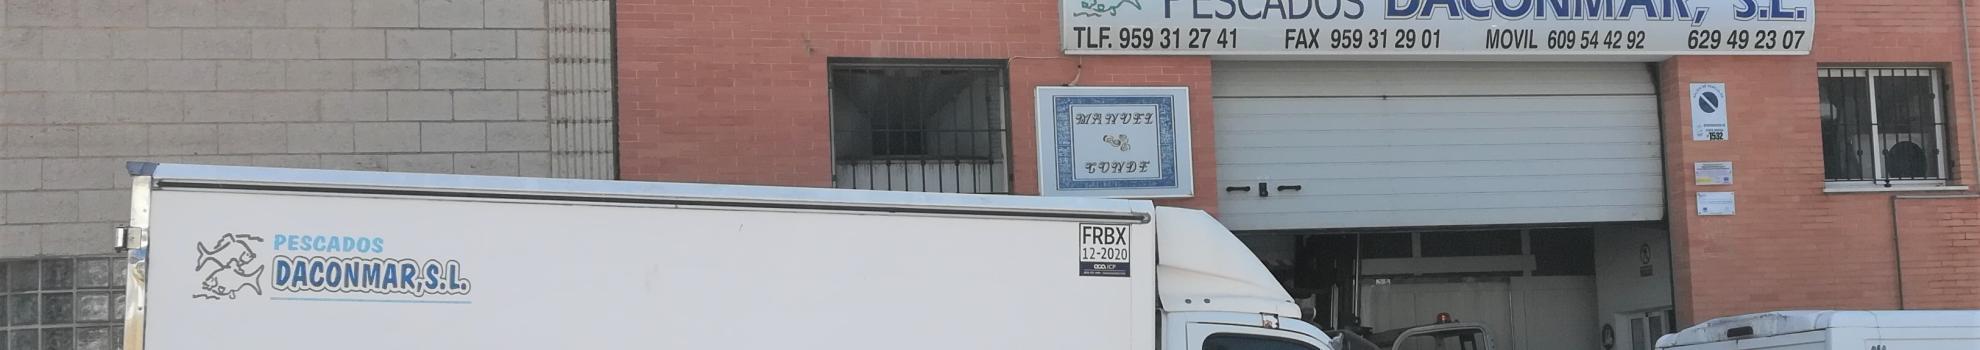 PESCADOS DACONMAR, S.L.
TLF. 959 31 27 41 FAX 959 31 29 01 MOVIL 609 54 42 92 629 49 23 07
MANUEL
CONDE
1532
PESCADOS
DACONMAR, S.L.
FRBX
12-2020